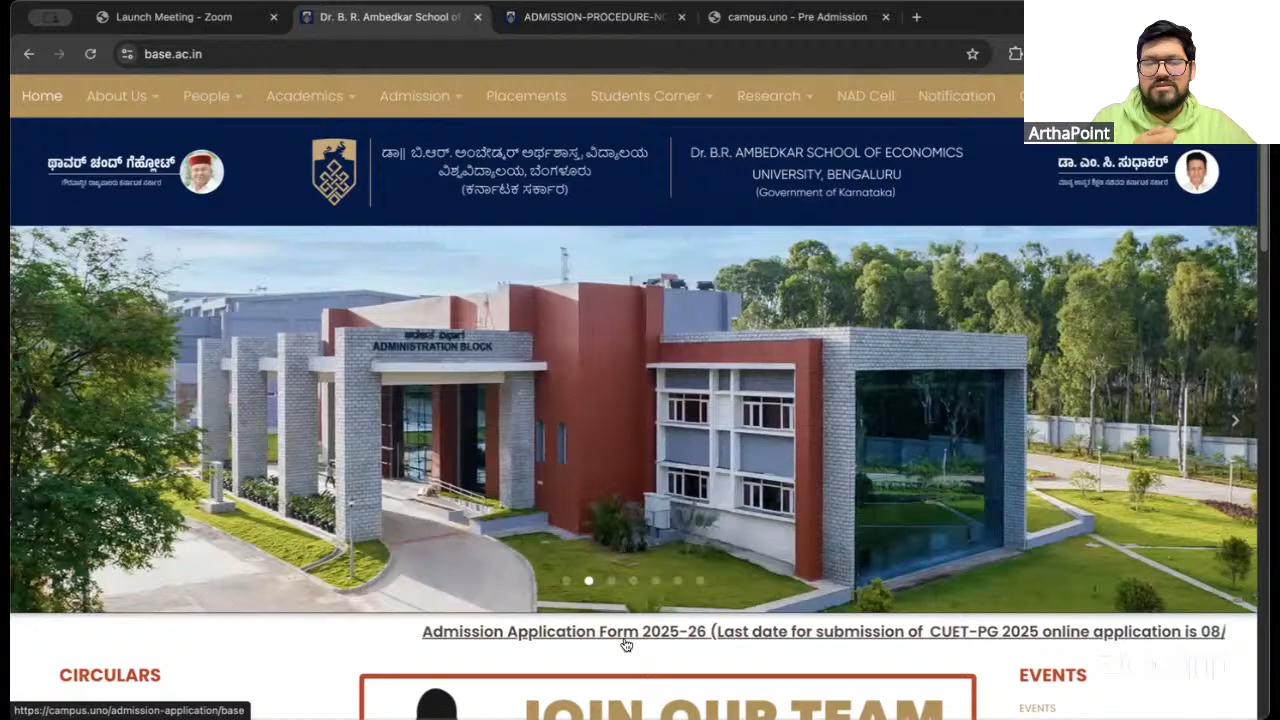 Launch Meeting - Zoom
Dr. B. R. Ambedkar School of
ADMISSION-PROCEDURE-NO
campus.uno - Pre Admission
base.ac.in
Home
About Us
People
Academics
Admission
Placements
Students Corner
Research
NAD Cell
Notification
ArthaPoint
ಥಾವರ್ ಚಂದ್ ಗೆಹ್ಲೋಟ್
ಡಾ|| ಬಿ.ಆರ್. ಅಂಬೇಡ್ಕರ್ ಅರ್ಥಶಾಸ್ತ್ರ ವಿದ್ಯಾಲಯ
ವಿಶ್ವವಿದ್ಯಾಲಯ, ಬೆಂಗಳೂರು
(ಕರ್ನಾಟಕ ಸರ್ಕಾರ)
Dr. B.R. AMBEDKAR SCHOOL OF ECONOMICS
UNIVERSITY, BENGALURU
(Government of Karnataka)
ಡಾ. ಎಂ. ಸಿ. ಸುಧಾಕರ್
ADMINISTRATION BLOCK
Admission Application Form 2025-26 (Last date for submission of CUET-PG 2025 online application is 08/
CIRCULARS
JOIN OUR TEAM
EVENTS
EVENTS
https://campus.uno/admission-application/base